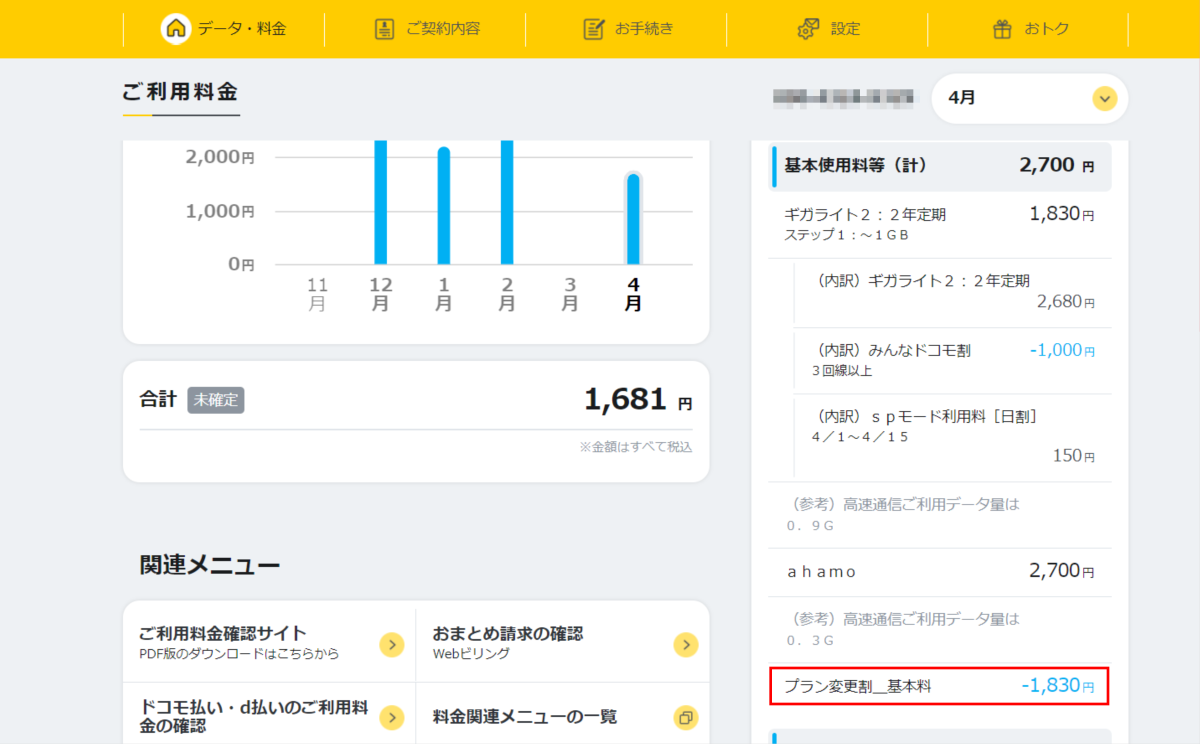 データ・料金
ご契約内容
お手続き
設定
おトク
ご利用料金
4月
2,000円
1,000円
0円
11月
12月
1月
2月
3月
4月
合計 未確定 1,681 円
※金額はすべて税込
関連メニュー
ご利用料金確認サイト
PDF版のダウンロードはこちらから
おまとめ請求の確認
Webビリング
ドコモ払い・d払いのご利用料
金の確認
料金関連メニューの一覧
基本使用料等（計） 2,700 円
ギガライト２：２年定期 1,830円
ステップ１：～１ＧＢ
（内訳）ギガライト２：２年定期
2,680円
（内訳）みんなドコモ割 -1,000円
３回線以上
（内訳）ｓｐモード利用料［日割］
４／１～４／１５
150円
（参考）高速通信ご利用データ量は
０．９Ｇ
ａｈａｍｏ 2,700円
（参考）高速通信ご利用データ量は
０．３Ｇ
プラン変更割＿基本料 -1,830円